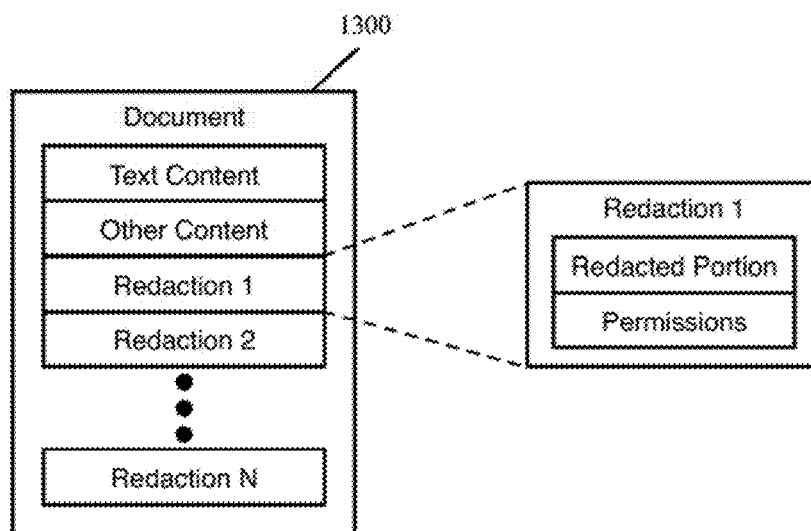 1300
Document
Text Content
Other Content
Redaction 1
Redaction 2
Redaction N
Redaction 1
Redacted Portion
Permissions